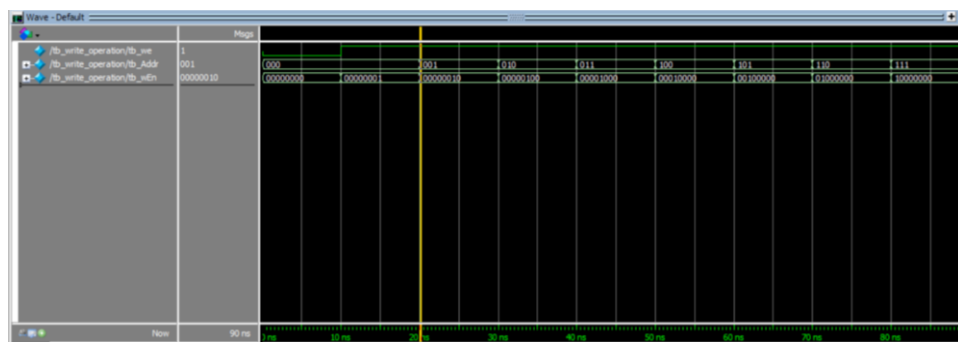 Wave - Default
Msgs
/tb_write_operation/tb_we 1
/tb_write_operation/tb_Addr 001 000 001 010 011 100 101 110 111
/tb_write_operation/tb_wEn 00000010 00000000 00000001 00000010 00000100 00001000 00010000 00100000 01000000 10000000
Now 90 ns ns 10 ns 20 ns 30 ns 40 ns 50 ns 60 ns 70 ns 80 ns